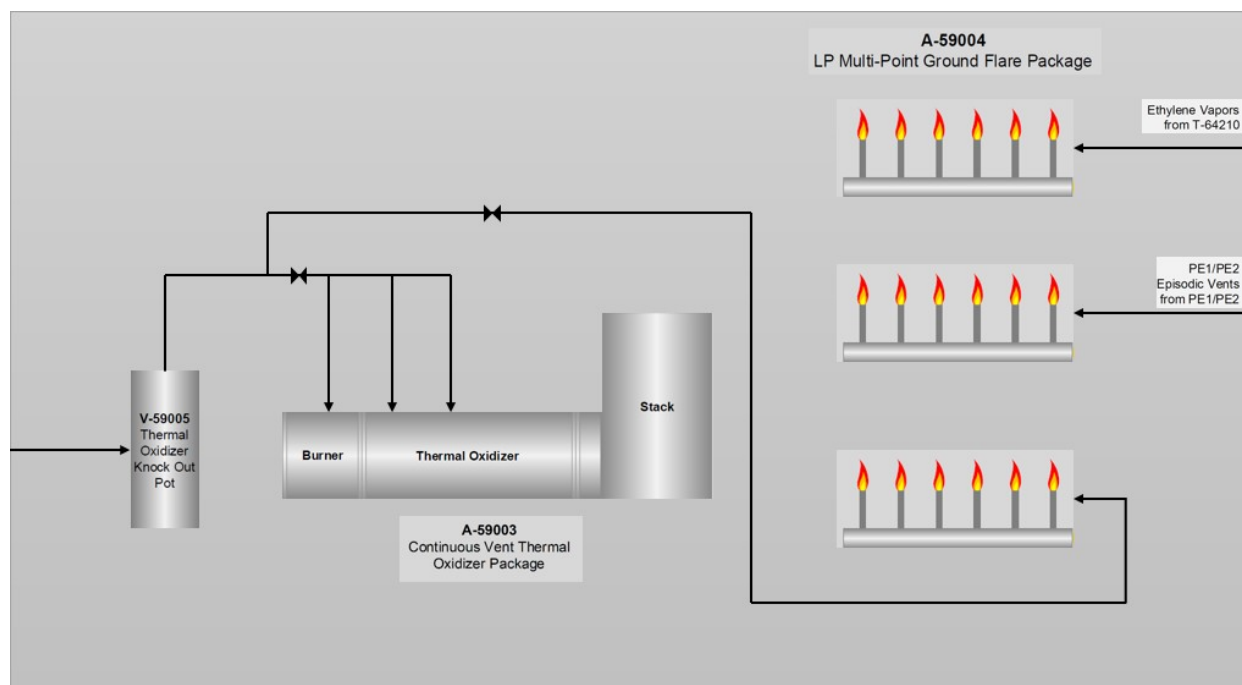 A-59004
LP Multi-Point Ground Flare Package
Ethylene Vapors
from T-64210
PE1/PE2
Episodic Vents
from PE1/PE2
V-59005
Thermal
Oxidizer
Knock Out
Pot
Burner
Thermal Oxidizer
Stack
A-59003
Continuous Vent Thermal
Oxidizer Package